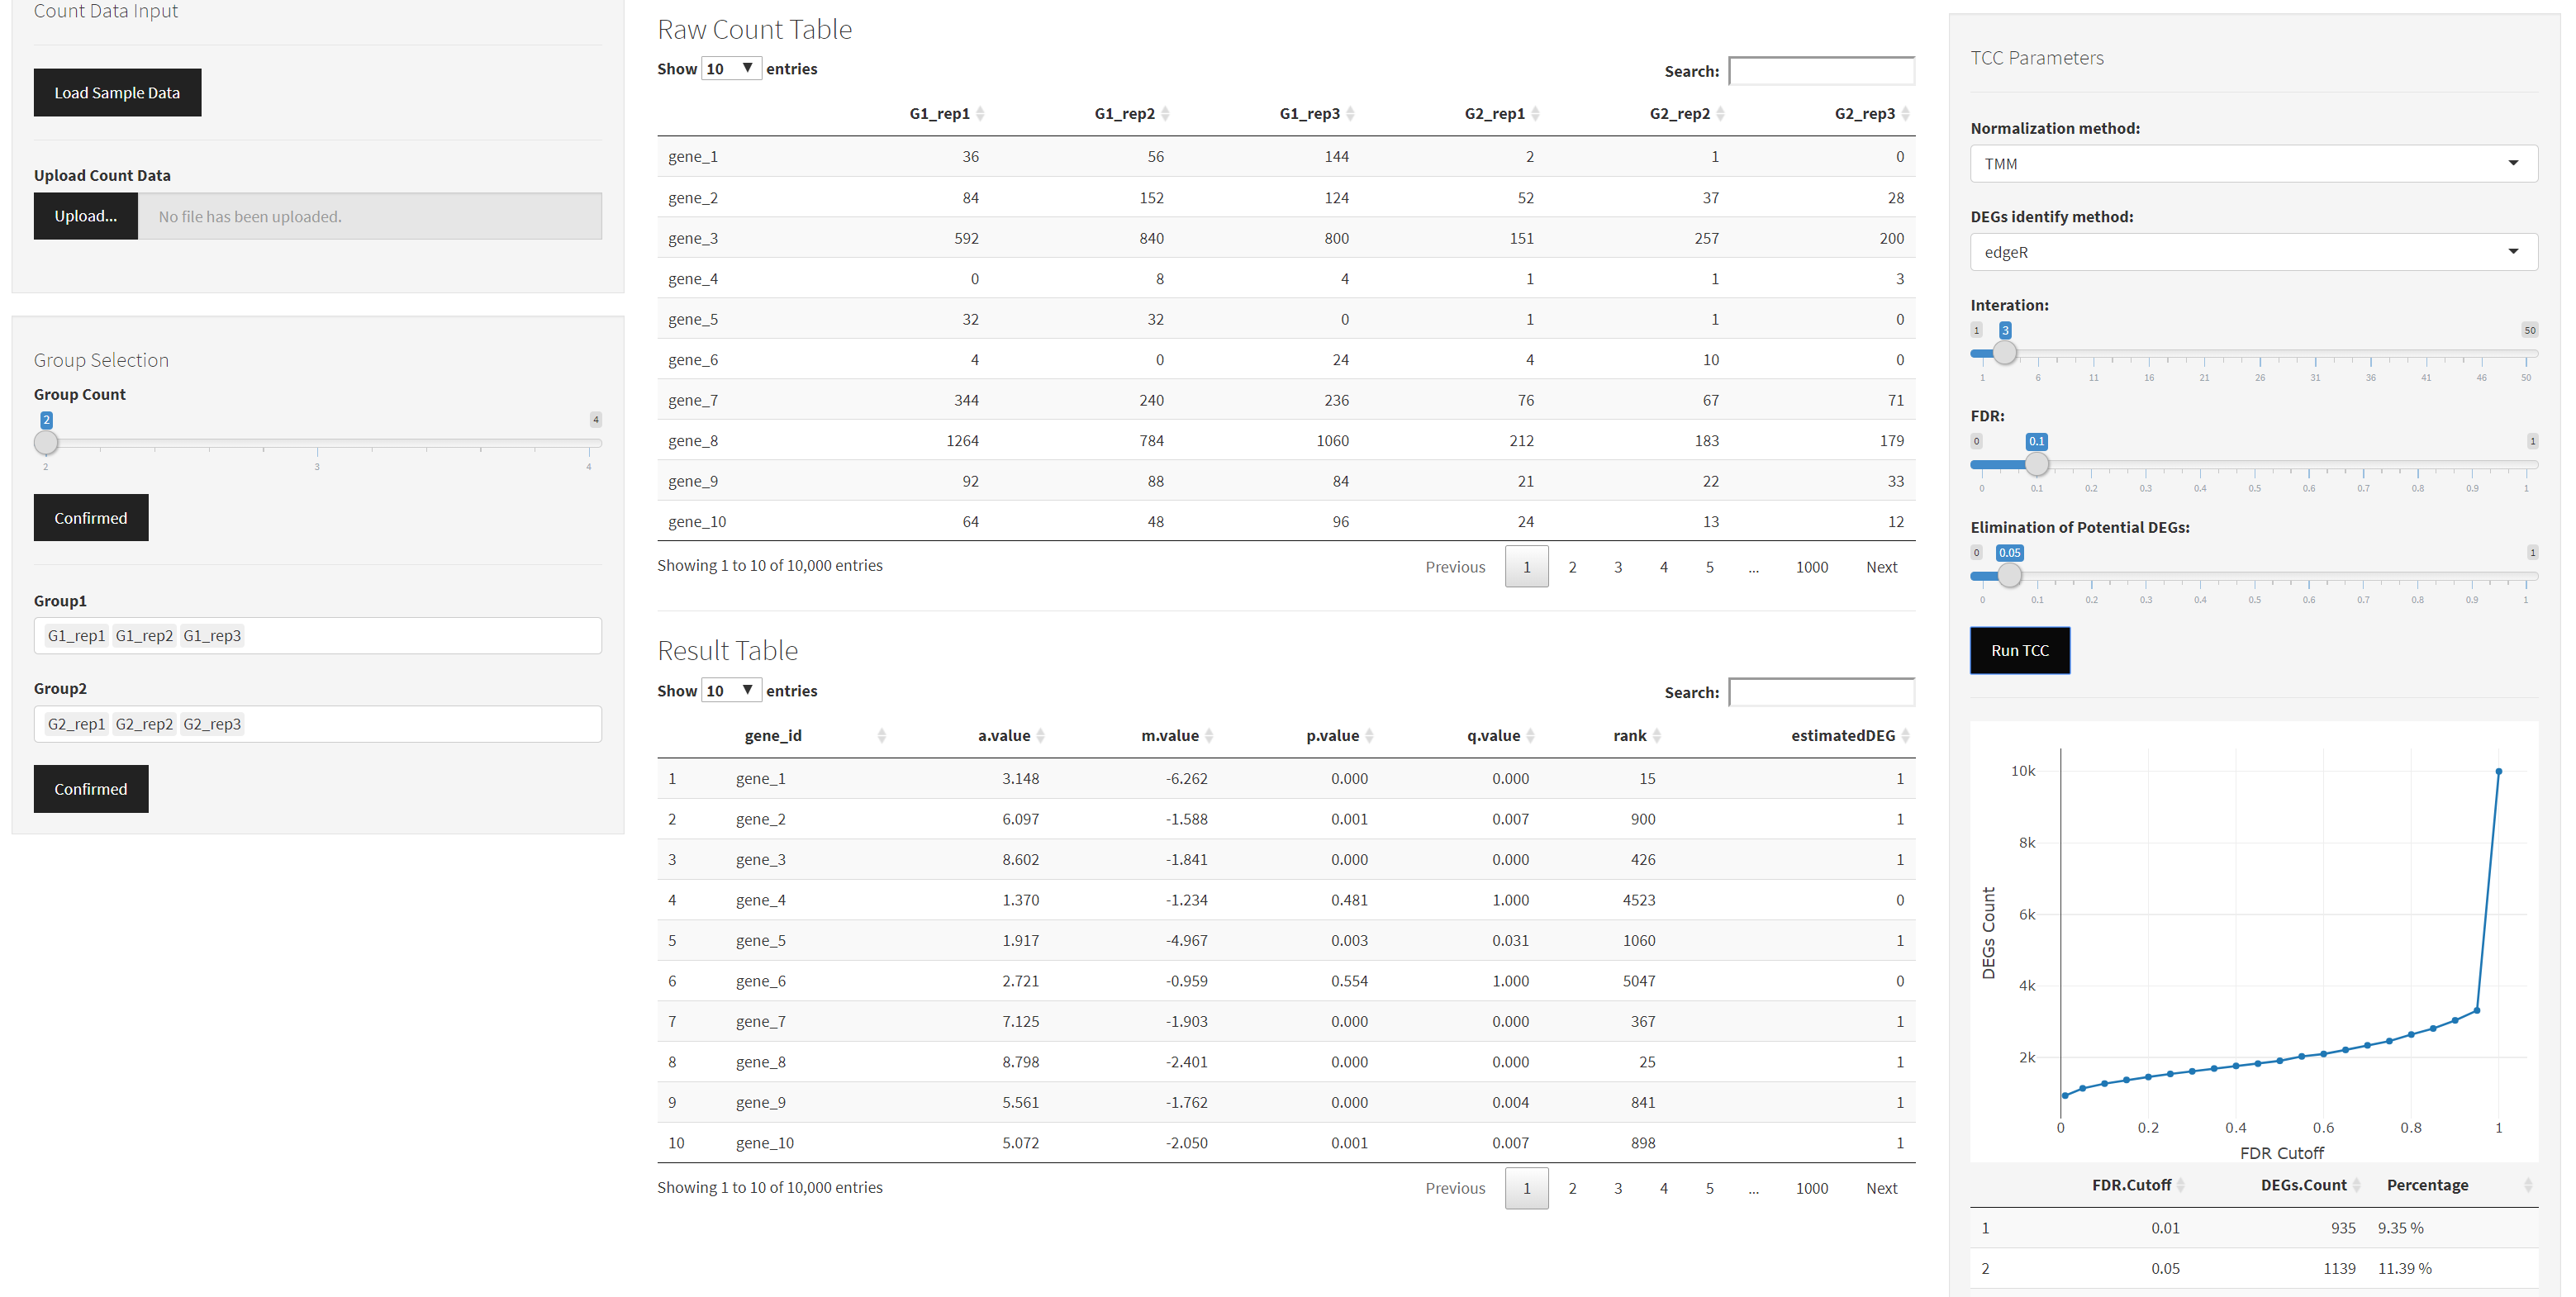 Count Data Input
Load Sample Data
Upload Count Data
Upload... No file has been uploaded.
Group Selection
Group Count
2 4
2 3 4
Confirmed
Group1
G1_rep1 G1_rep2 G1_rep3
Group2
G2_rep1 G2_rep2 G2_rep3
Confirmed
Raw Count Table
Show 10 entries Search:
G1_rep1 G1_rep2 G1_rep3 G2_rep1 G2_rep2 G2_rep3
gene_1 36 56 144 2 1 0
gene_2 84 152 124 52 37 28
gene_3 592 840 800 151 257 200
gene_4 0 8 4 1 1 3
gene_5 32 32 0 1 1 0
gene_6 4 0 24 4 10 0
gene_7 344 240 236 76 67 71
gene_8 1264 784 1060 212 183 179
gene_9 92 88 84 21 22 33
gene_10 64 48 96 24 13 12
Showing 1 to 10 of 10,000 entries Previous 1 2 3 4 5 ... 1000 Next
Result Table
Show 10 entries Search:
gene_id a.value m.value p.value q.value rank estimatedDEG
1 gene_1 3.148 -6.262 0.000 0.000 15 1
2 gene_2 6.097 -1.588 0.001 0.007 900 1
3 gene_3 8.602 -1.841 0.000 0.000 426 1
4 gene_4 1.370 -1.234 0.481 1.000 4523 0
5 gene_5 1.917 -4.967 0.003 0.031 1060 1
6 gene_6 2.721 -0.959 0.554 1.000 5047 0
7 gene_7 7.125 -1.903 0.000 0.000 367 1
8 gene_8 8.798 -2.401 0.000 0.000 25 1
9 gene_9 5.561 -1.762 0.000 0.004 841 1
10 gene_10 5.072 -2.050 0.001 0.007 898 1
Showing 1 to 10 of 10,000 entries Previous 1 2 3 4 5 ... 1000 Next
TCC Parameters
Normalization method:
TMM
DEGs identify method:
edgeR
Interation:
1 3 50
1 6 11 16 21 26 31 36 41 46 50
FDR:
0 0.1 1
0 0.1 0.2 0.3 0.4 0.5 0.6 0.7 0.8 0.9 1
Elimination of Potential DEGs:
0 0.05 1
0 0.1 0.2 0.3 0.4 0.5 0.6 0.7 0.8 0.9 1
Run TCC
10k
8k
6k
4k
2k
DEGs Count
0 0.2 0.4 0.6 0.8 1
FDR Cutoff
FDR.Cutoff DEGs.Count Percentage
1 0.01 935 9.35 %
2 0.05 1139 11.39 %